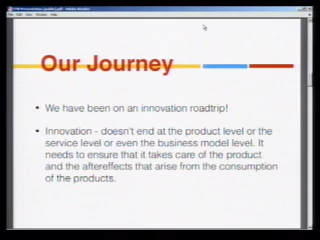 Our Journey
• We have been on an innovation roadtrip!
• Innovation - doesn't end at the product level or the
service level or even the business model level. It
needs to ensure that it takes care of the product
and the aftereffects that arise from the consumption
of the products.